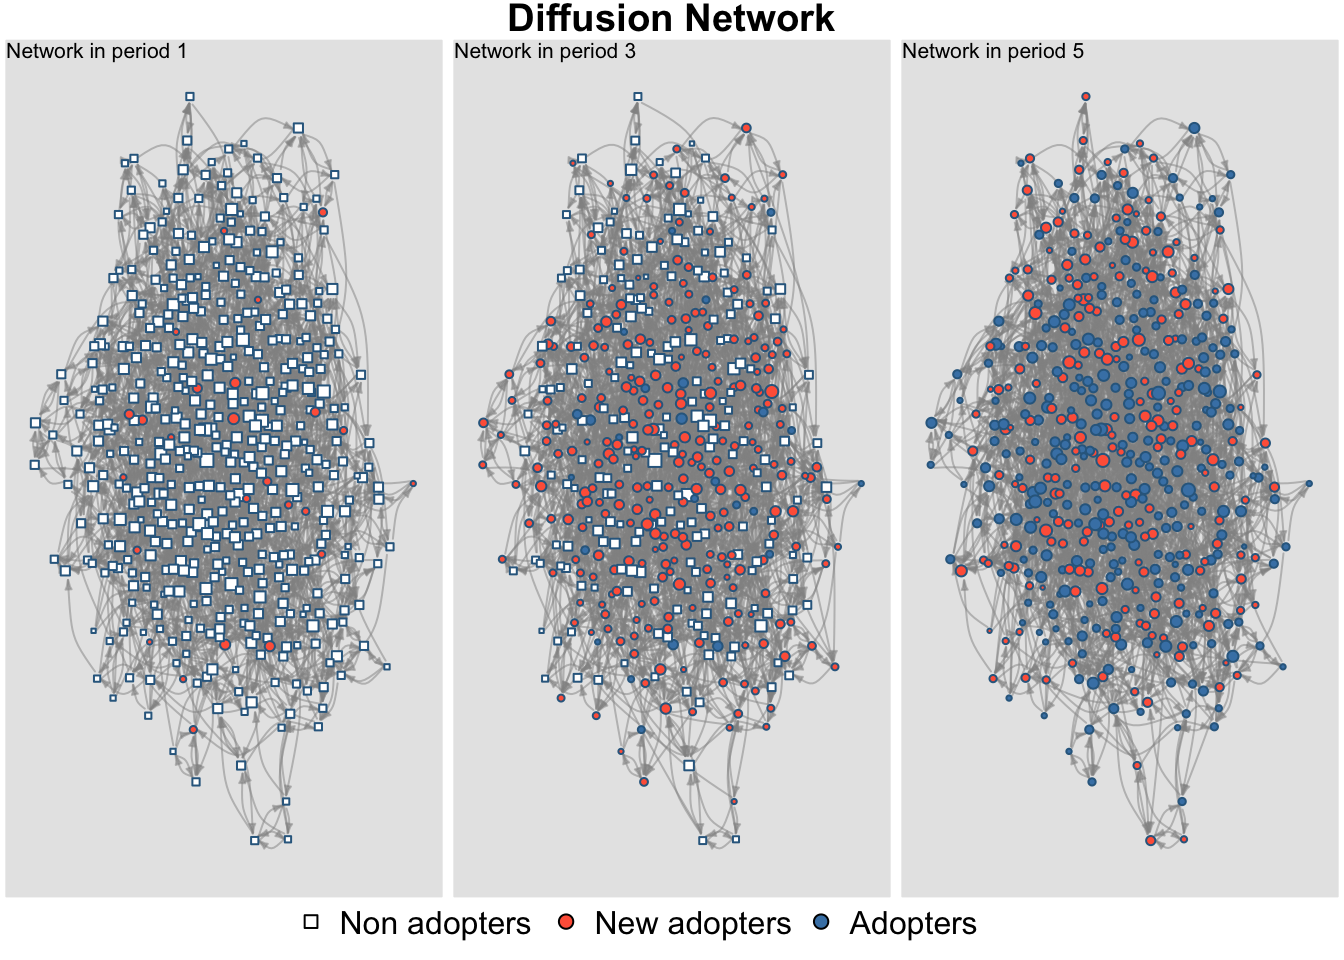 Diffusion Network
Network in period 1
Network in period 3
Network in period 5
Non adopters
New adopters
Adopters